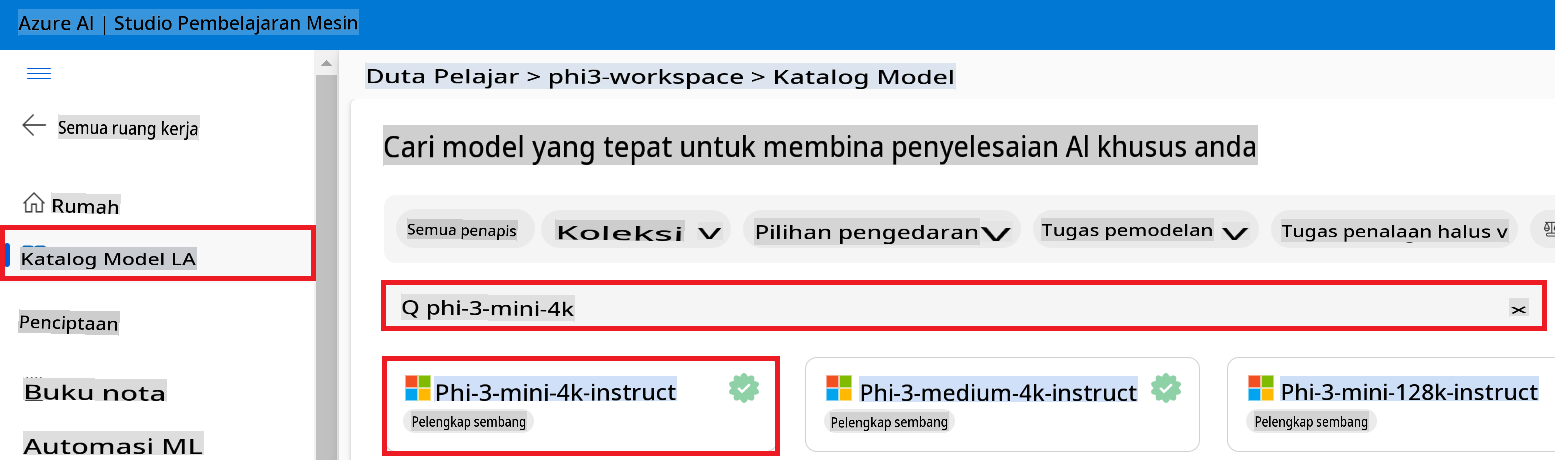 Azure AI | Studio Pembelajaran Mesin
Duta Pelajar > phi3-workspace > Katalog Model
Semua ruang kerja
Cari model yang tepat untuk membina penyelesaian Al khusus anda
Rumah
Semua penapis Koleksi Pilihan pengedaran Tugas pemodelan Tugas penalaan halus v
Katalog Model LA
Q phi-3-mini-4k
Penciptaan
Buku nota
Phi-3-mini-4k-instruct Phi-3-medium-4k-instruct Phi-3-mini-128k-instruct
Pelengkap sembang Pelengkap sembang Pelengkap sembang
Automasi ML